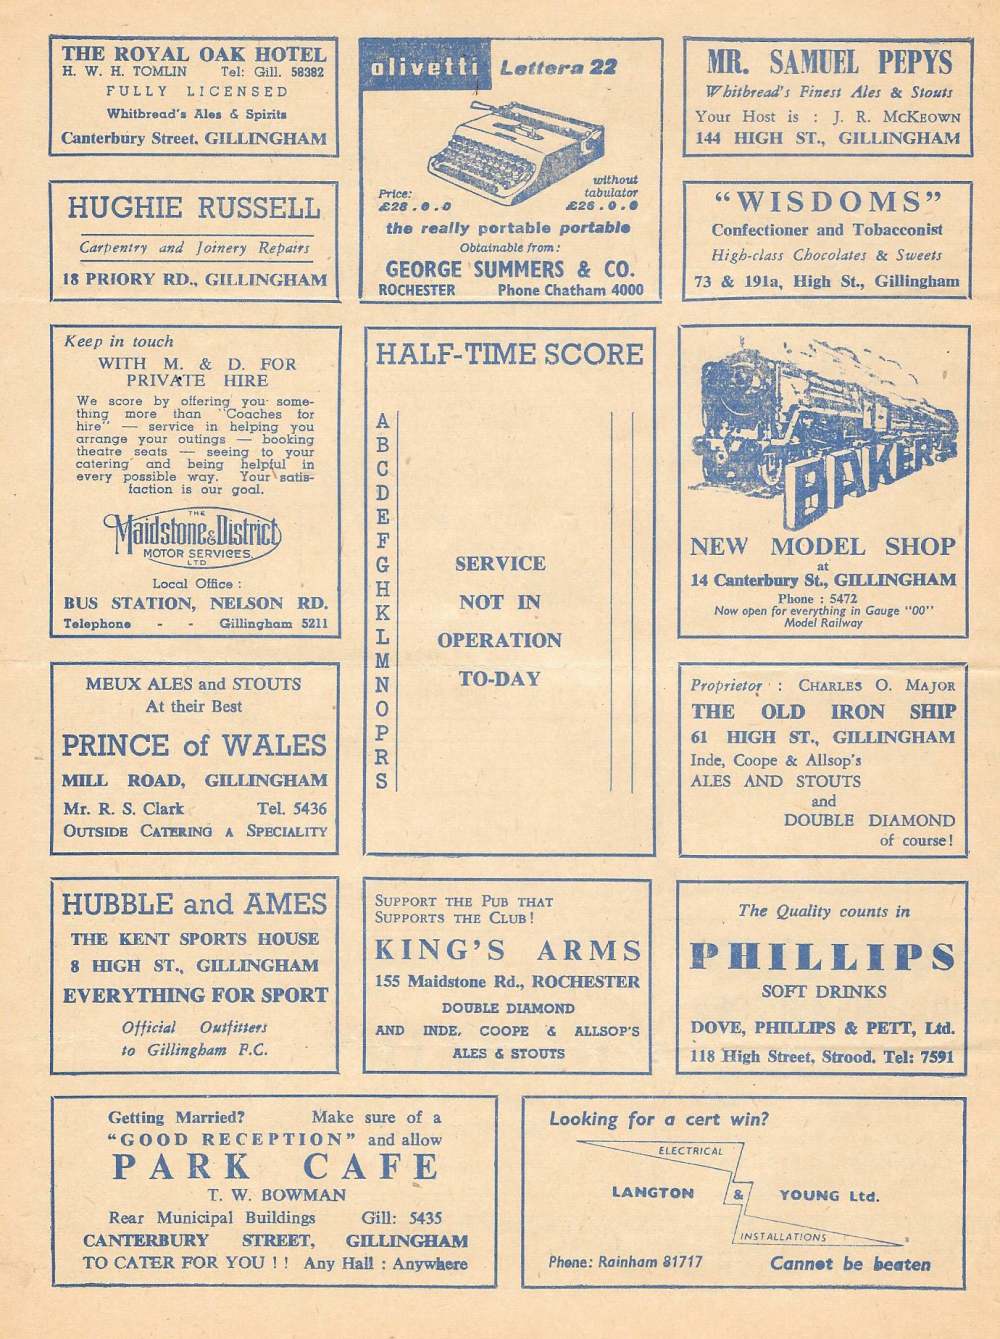 THE ROYAL OAK HOTEL
H. W. H. TOMLIN Tel: Gill. 58382
FULLY LICENSED
Whitbread's Ales & Spirits
Canterbury Street, GILLINGHAM
olivetti Lettera 22
Price:
£28.0.0
without
tabulator
£26.0.0
the really portable portable
Obtainable from:
GEORGE SUMMERS & CO.
ROCHESTER Phone Chatham 4000
MR. SAMUEL PEPYS
Whitbread's Finest Ales & Stouts
Your Host is : J. R. McKEOWN
144 HIGH ST., GILLINGHAM
HUGHIE RUSSELL
Carpentry and Joinery Repairs
18 PRIORY RD., GILLINGHAM
"WISDOMS"
Confectioner and Tobacconist
High-class Chocolates & Sweets
73 & 191a, High St., Gillingham
Keep in touch
WITH M. & D. FOR
PRIVATE HIRE
We score by offering you some-
thing more than "Coaches for
hire" — service in helping you
arrange your outings — booking
theatre seats — seeing to your
catering and being helpful in
every possible way. Your satis-
faction is our goal.
THE
Maidstone & District
MOTOR SERVICES
LTD
Local Office :
BUS STATION, NELSON RD.
Telephone - - Gillingham 5211
HALF-TIME SCORE
A
B
C
D
E
F
G
H
K
L
M
N
O
P
R
S
SERVICE
NOT IN
OPERATION
TO-DAY
BAKER'S
NEW MODEL SHOP
at
14 Canterbury St., GILLINGHAM
Phone : 5472
Now open for everything in Gauge "00"
Model Railway
MEUX ALES and STOUTS
At their Best
PRINCE of WALES
MILL ROAD, GILLINGHAM
Mr. R. S. Clark Tel. 5436
OUTSIDE CATERING A SPECIALITY
Proprietor : CHARLES O. MAJOR
THE OLD IRON SHIP
61 HIGH ST., GILLINGHAM
Inde, Coope & Allsop's
ALES AND STOUTS
and
DOUBLE DIAMOND
of course!
HUBBLE and AMES
THE KENT SPORTS HOUSE
8 HIGH ST., GILLINGHAM
EVERYTHING FOR SPORT
Official Outfitters
to Gillingham F.C.
SUPPORT THE PUB THAT
SUPPORTS THE CLUB!
KING'S ARMS
155 Maidstone Rd., ROCHESTER
DOUBLE DIAMOND
AND INDE, COOPE & ALLSOP'S
ALES & STOUTS
The Quality counts in
PHILLIPS
SOFT DRINKS
DOVE, PHILLIPS & PETT, Ltd.
118 High Street, Strood. Tel: 7591
Getting Married? Make sure of a
"GOOD RECEPTION" and allow
PARK CAFE
T. W. BOWMAN
Rear Municipal Buildings Gill: 5435
CANTERBURY STREET, GILLINGHAM
TO CATER FOR YOU ! ! Any Hall : Anywhere
Looking for a cert win?
ELECTRICAL
LANGTON & YOUNG Ltd.
INSTALLATIONS
Phone: Rainham 81717 Cannot be beaten